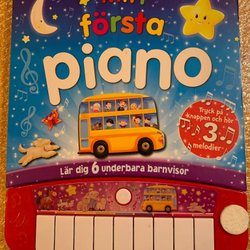 första
piano
Tryck på
knappen och hör
3
melodier
Lär dig 6 underbara barnvisor